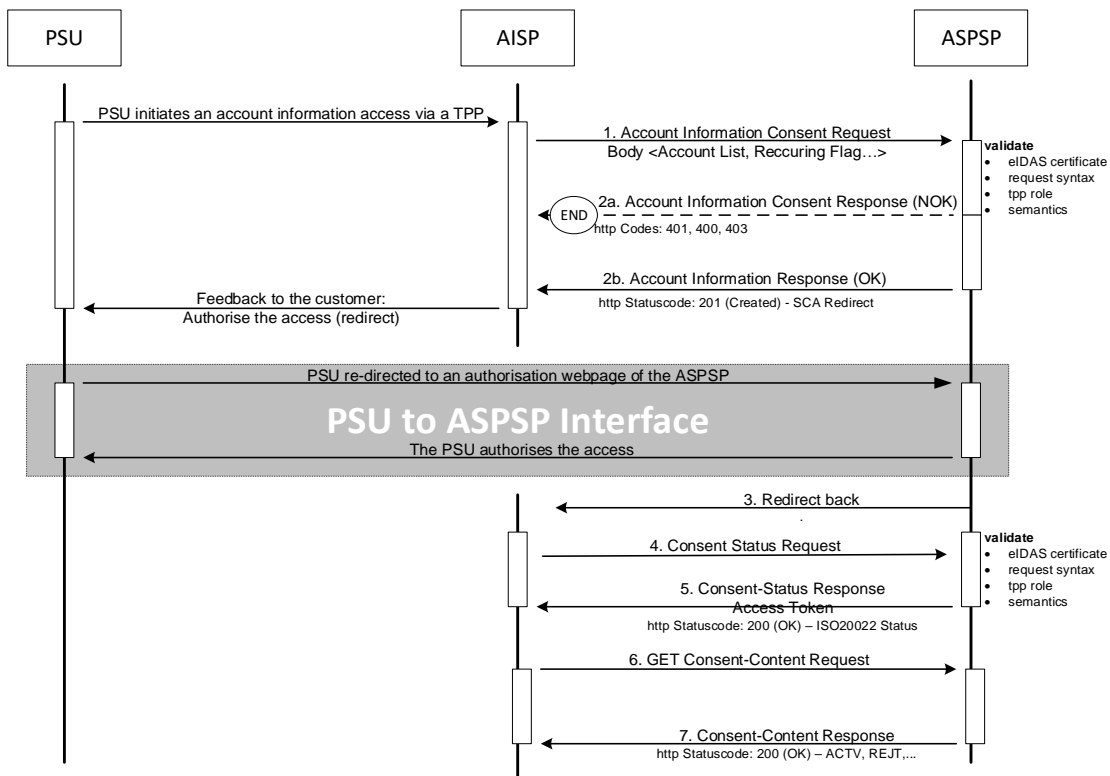 PSU
AISP
ASPSP
PSU initiates an account information access via a TPP
1. Account Information Consent Request
Body <Account List, Reccuring Flag…>
validate
• eIDAS certificate
• request syntax
• tpp role
• semantics
2a. Account Information Consent Response (NOK)
END
http Codes: 401, 400, 403
2b. Account Information Response (OK)
http Statuscode: 201 (Created) - SCA Redirect
Feedback to the customer:
Authorise the access (redirect)
PSU re-directed to an authorisation webpage of the ASPSP
PSU to ASPSP Interface
The PSU authorises the access
3. Redirect back
.
4. Consent Status Request
validate
• eIDAS certificate
• request syntax
• tpp role
• semantics
5. Consent-Status Response
Access Token
http Statuscode: 200 (OK) – ISO20022 Status
6. GET Consent-Content Request
7. Consent-Content Response
http Statuscode: 200 (OK) – ACTV, REJT,...